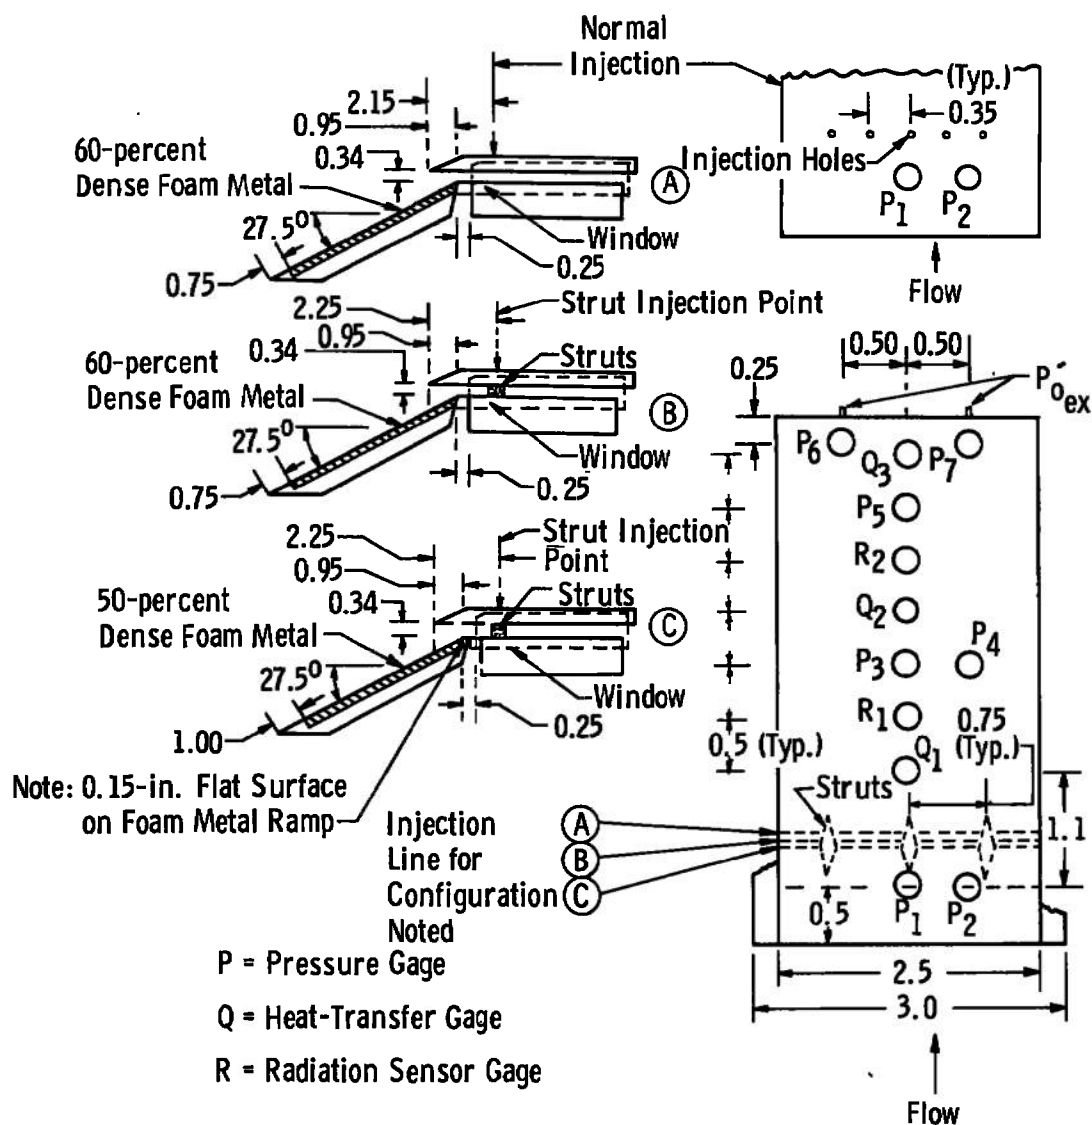 Normal
Injection
2.15
0.95
0.34
60-percent
Dense Foam Metal
27.5⁰
0.75
A
Window
0.25
(Typ.)
0.35
Injection Holes
P1
P2
Flow
2.25
0.95
0.34
Strut Injection Point
Struts
60-percent
Dense Foam Metal
27.5⁰
0.75
B
Window
0.25
2.25
0.95
0.34
Strut Injection
Point
Struts
50-percent
Dense Foam Metal
27.5⁰
1.00
C
Window
0.25
Note: 0.15-in. Flat Surface
on Foam Metal Ramp
0.50 0.50
0.25
P′oex
P6
Q3
P7
P5
R2
Q2
P3
P4
R1
0.75
0.5 (Typ.)
Q1
(Typ.)
Struts
1.1
Injection
Line for
Configuration
Noted
A
B
C
0.5
P1
P2
2.5
3.0
Flow
P = Pressure Gage
Q = Heat-Transfer Gage
R = Radiation Sensor Gage